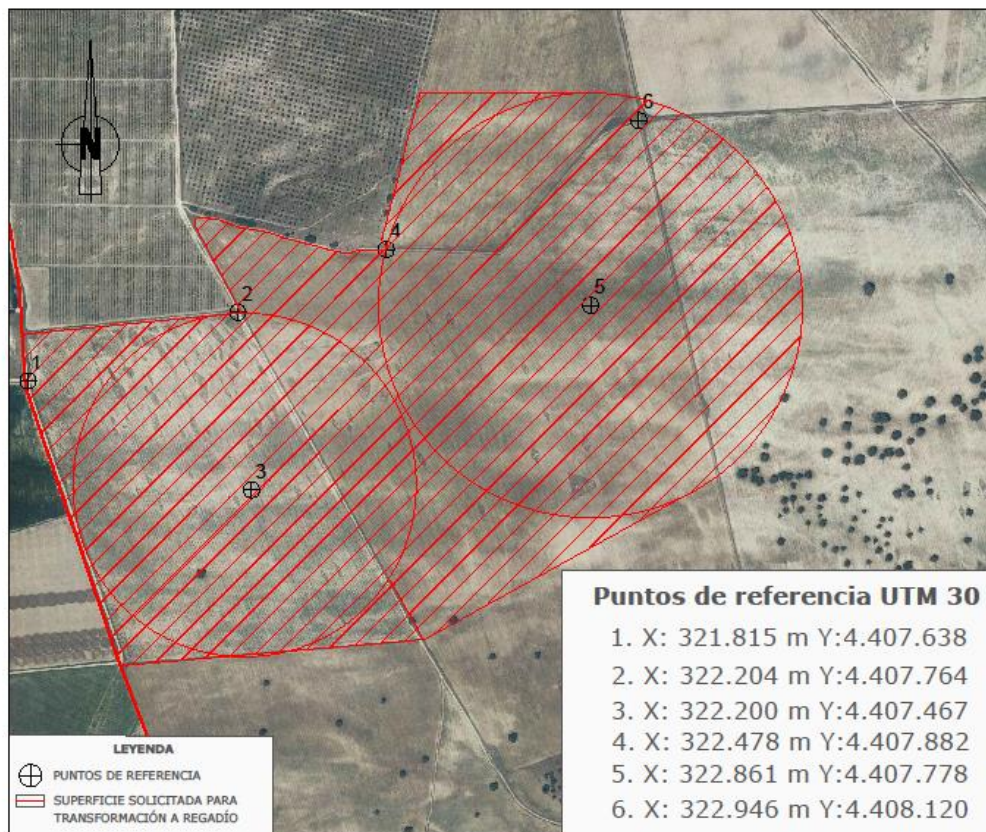 N
6
4
5
2
1
3
Puntos de referencia UTM 30
1. X: 321.815 m Y:4.407.638
2. X: 322.204 m Y:4.407.764
3. X: 322.200 m Y:4.407.467
4. X: 322.478 m Y:4.407.882
5. X: 322.861 m Y:4.407.778
6. X: 322.946 m Y:4.408.120
LEYENDA
PUNTOS DE REFERENCIA
SUPERFICIE SOLICITADA PARA
TRANSFORMACIÓN A REGADÍO